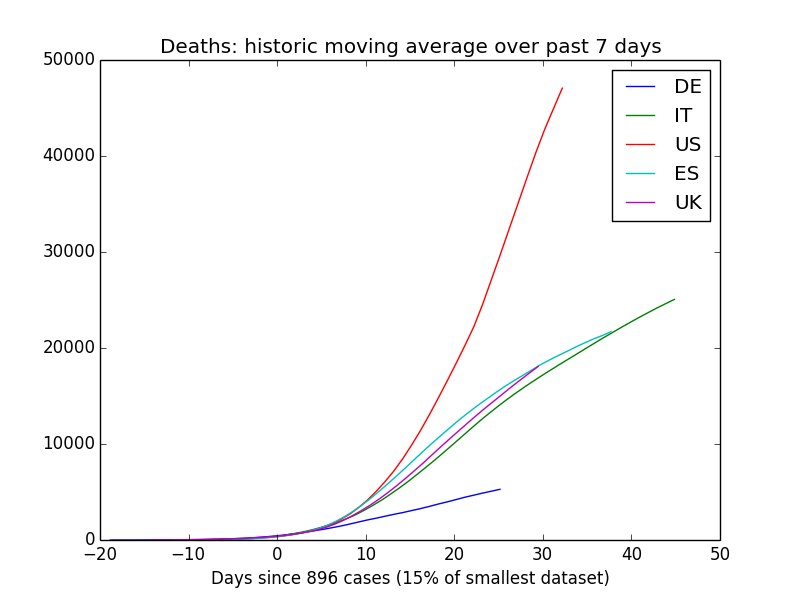 Deaths: historic moving average over past 7 days
50000
40000
30000
20000
10000
0
DE
IT
US
ES
UK
−20 −10 0 10 20 30 40 50
Days since 896 cases (15% of smallest dataset)